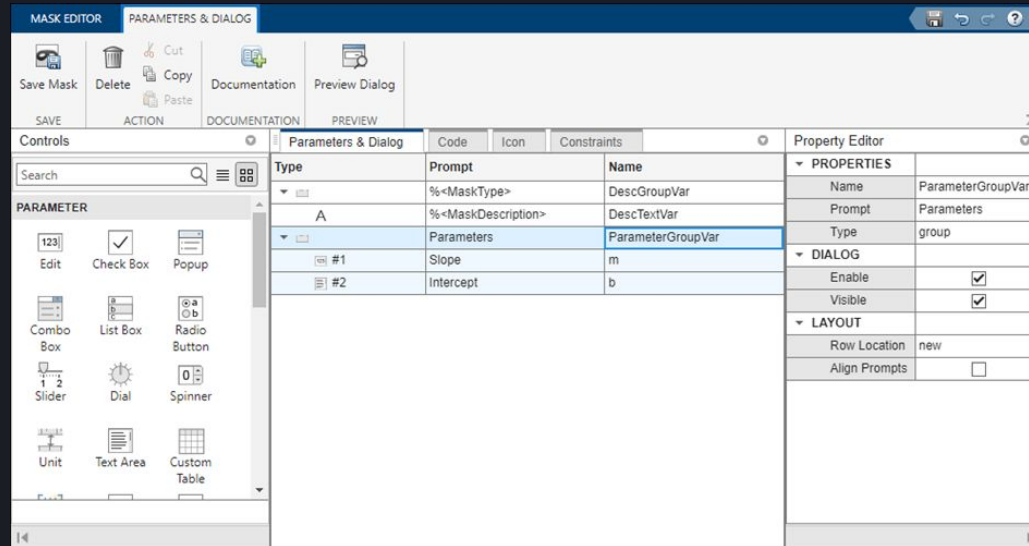 MASK EDITOR PARAMETERS & DIALOG
Save Mask Delete Cut Copy Paste Documentation Preview Dialog
SAVE ACTION DOCUMENTATION PREVIEW
Controls
Search
PARAMETER
123
Edit Check Box Popup
a
b
c
a
b
Combo Box List Box Radio Button
1 2
0
Slider Dial Spinner
Unit Text Area Custom Table
Parameters & Dialog Code Icon Constraints
Type Prompt Name
%<MaskType> DescGroupVar
A %<MaskDescription> DescTextVar
Parameters ParameterGroupVar
#1 Slope m
#2 Intercept b
Property Editor
PROPERTIES
Name ParameterGroupVar
Prompt Parameters
Type group
DIALOG
Enable
Visible
LAYOUT
Row Location new
Align Prompts